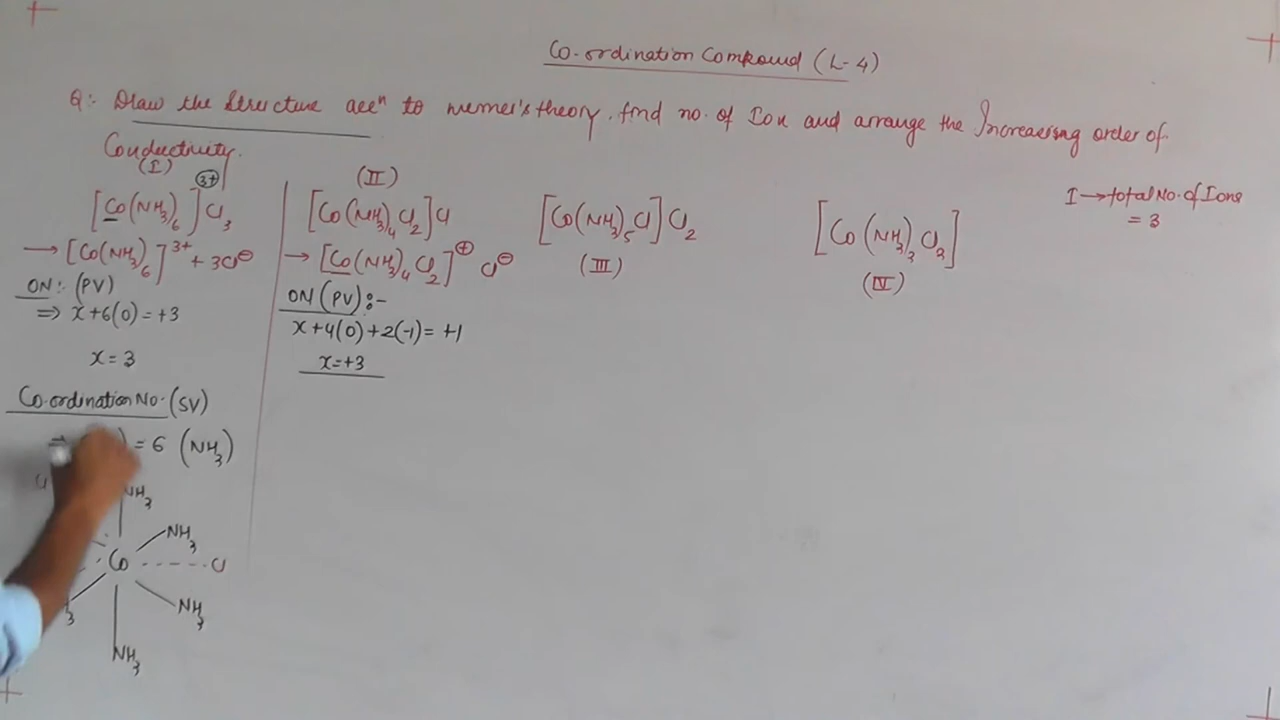 Co-ordination Compound (L-4)
Q:- Draw the Structure accⁿ to werner's theory. find no. of Ion and arrange the Increasing order of
Conductivity.
(I)
[Co(NH₃)₆]Cl₃
3+
→ [Co(NH₃)₆]³⁺ + 3Cl⊖
ON:- (PV)
⇒ x+6(0)=+3
x=3
Co-ordination No. (SV)
= 6 (NH₃)
NH₃
NH₃
Co
Cl
NH₃
NH₃
(II)
[Co(NH₃)₄Cl₂]Cl
→ [Co(NH₃)₄Cl₂]⊕ Cl⊖
ON (PV):-
x+4(0)+2(-1)=+1
x=+3
[Co(NH₃)₅Cl]Cl₂
(III)
[Co(NH₃)₃Cl₃]
(IV)
I → total No. of Ions
= 3